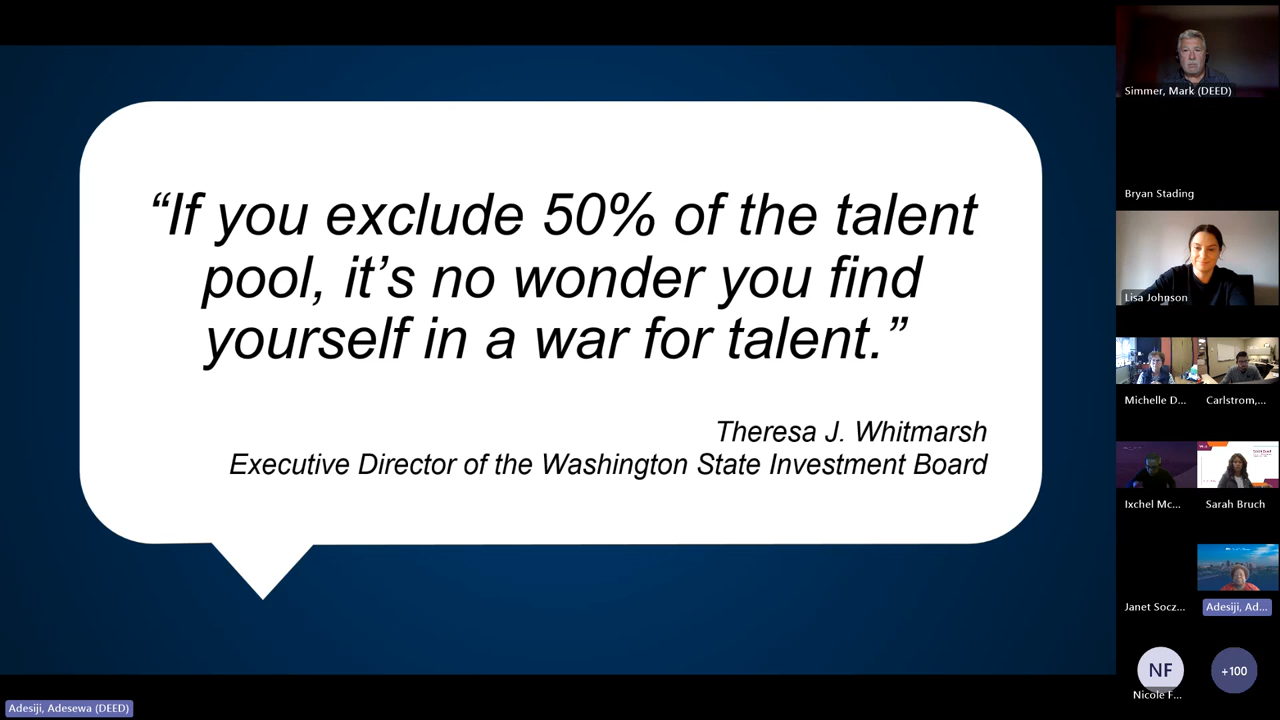 “If you exclude 50% of the talent
pool, it’s no wonder you find
yourself in a war for talent.”
Theresa J. Whitmarsh
Executive Director of the Washington State Investment Board
Simmer, Mark (DEED)
Bryan Stading
Lisa Johnson
Michelle D...
Carlstrom,...
Ixchel Mc...
Sarah Bruch
Janet Socz...
Adesiji, Ad...
NF
Nicole F...
+100
Adesiji, Adesewa (DEED)